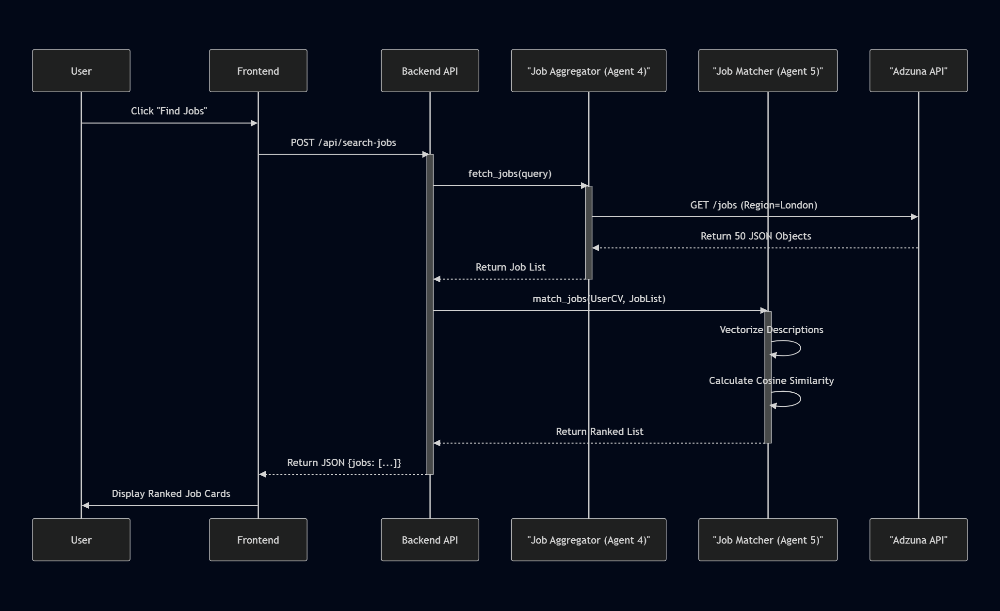 User
Frontend
Backend API
"Job Aggregator (Agent 4)"
"Job Matcher (Agent 5)"
"Adzuna API"
Click "Find Jobs"
POST /api/search-jobs
fetch_jobs(query)
GET /jobs (Region=London)
Return 50 JSON Objects
Return Job List
match_jobs(UserCV, JobList)
Vectorize Descriptions
Calculate Cosine Similarity
Return Ranked List
Return JSON {jobs: [...]}
Display Ranked Job Cards
User
Frontend
Backend API
"Job Aggregator (Agent 4)"
"Job Matcher (Agent 5)"
"Adzuna API"